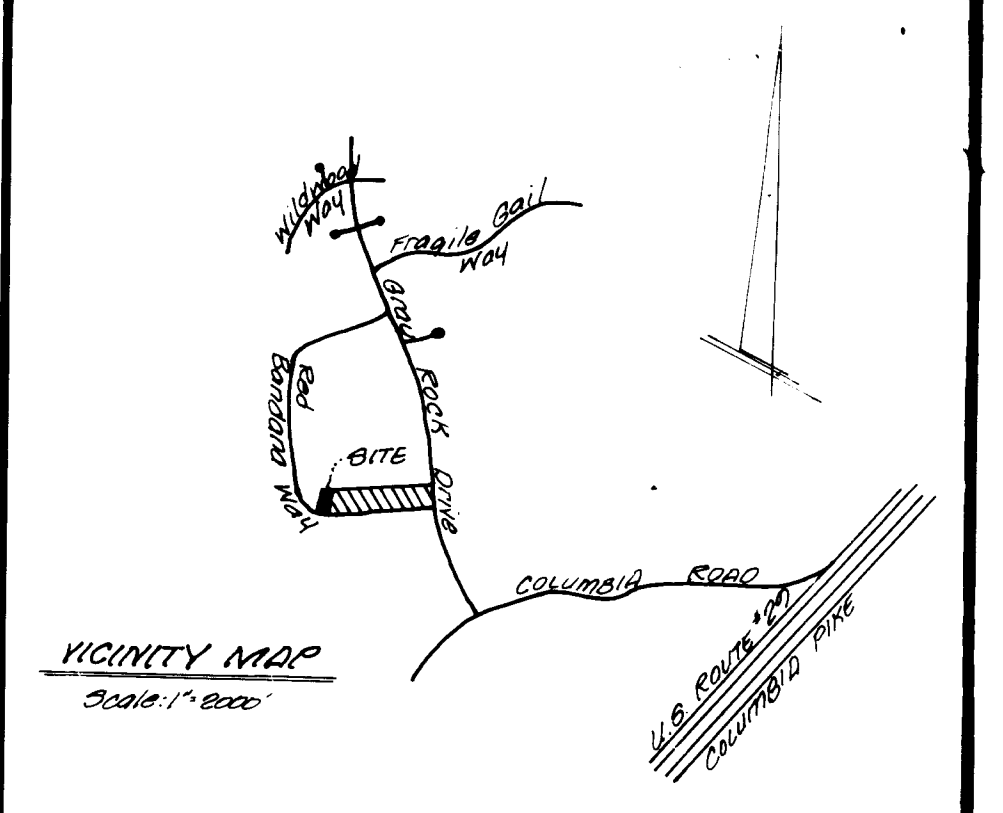 Wildwood
Way
Fragile Gail
Way
Gray Rock Drive
Red
Bandana Way
SITE
COLUMBIA ROAD
U.S. ROUTE #29
COLUMBIA PIKE
VICINITY MAP
Scale: 1" = 2000'